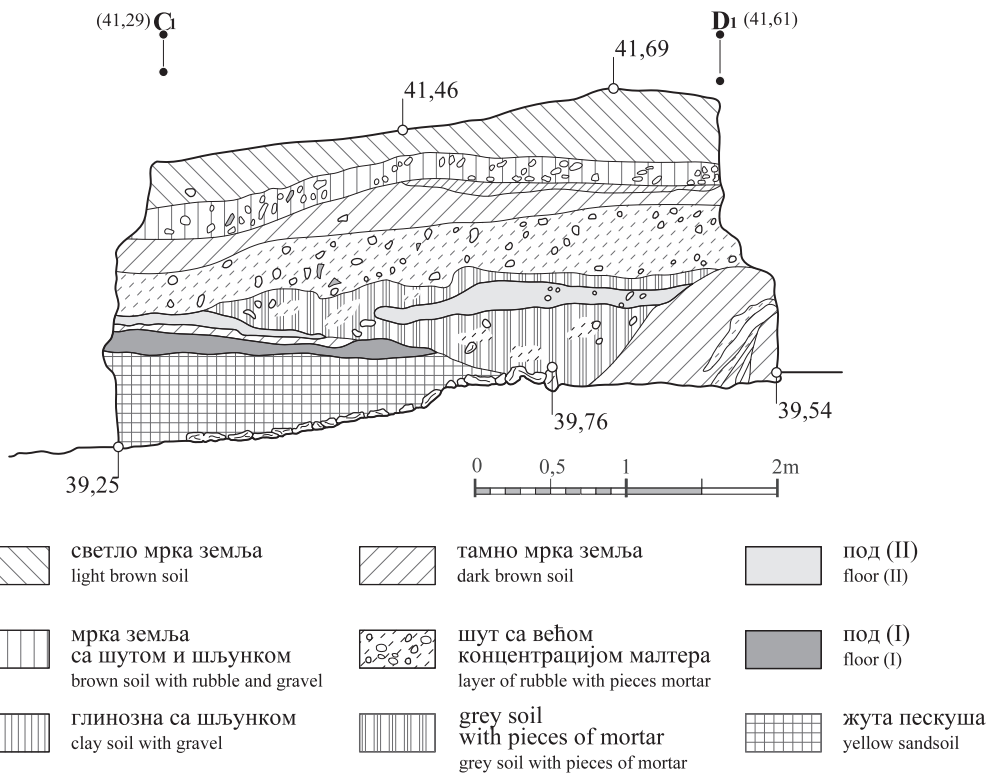 (41,29) C1
D1 (41,61)
41,69
41,46
39,76
39,54
39,25
0 0,5 1 2m
светло мрка земља
light brown soil
тамно мрка земља
dark brown soil
под (II)
floor (II)
мрка земља
са шутом и шљунком
brown soil with rubble and gravel
шут са већом
концентрацијом малтера
layer of rubble with pieces mortar
под (I)
floor (I)
глинозна са шљунком
clay soil with gravel
grey soil
with pieces of mortar
grey soil with pieces of mortar
жута пескуша
yellow sandsoil